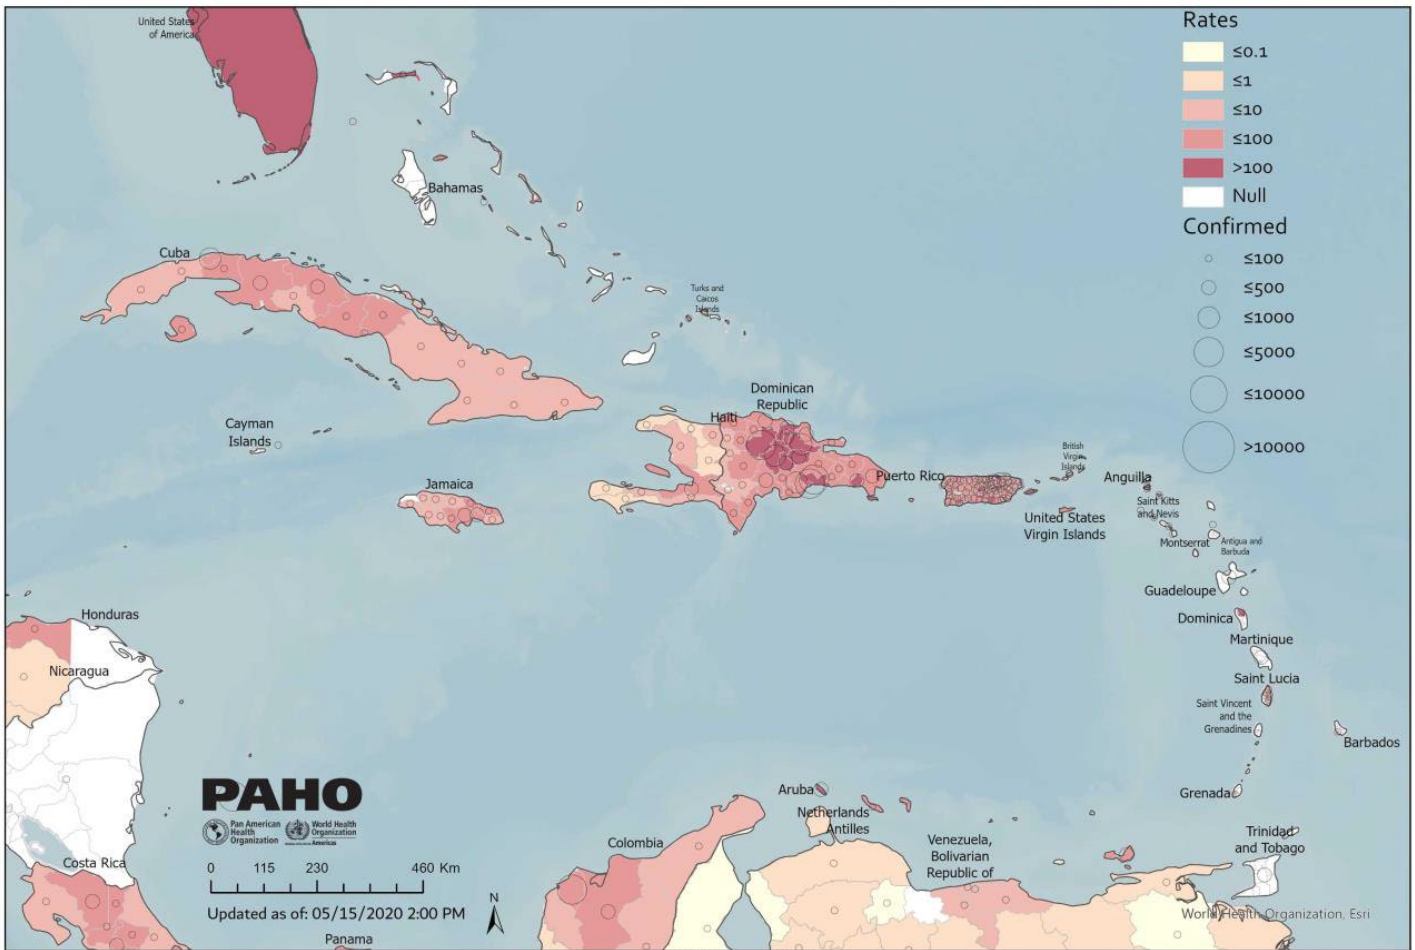 United States
of America
Rates
≤0.1
≤1
≤10
≤100
>100
Null
Confirmed
≤100
≤500
≤1000
≤5000
≤10000
>10000
Bahamas
Cuba
Turks and
Caicos
Islands
Cayman
Islands
Dominican
Republic
Haiti
Jamaica
Puerto Rico
British
Virgin
Islands
Anguilla
Saint Kitts
and Nevis
United States
Virgin Islands
Montserrat
Antigua and
Barbuda
Guadeloupe
Dominica
Martinique
Saint Lucia
Saint Vincent
and the
Grenadines
Barbados
Grenada
Honduras
Nicaragua
Costa Rica
Panama
Aruba
Netherlands
Antilles
Colombia
Venezuela,
Bolivarian
Republic of
Trinidad
and Tobago
PAHO
Pan American
Health
Organization
World Health
Organization
Americas
0 115 230 460 Km
Updated as of: 05/15/2020 2:00 PM
N
World Health Organization, Esri